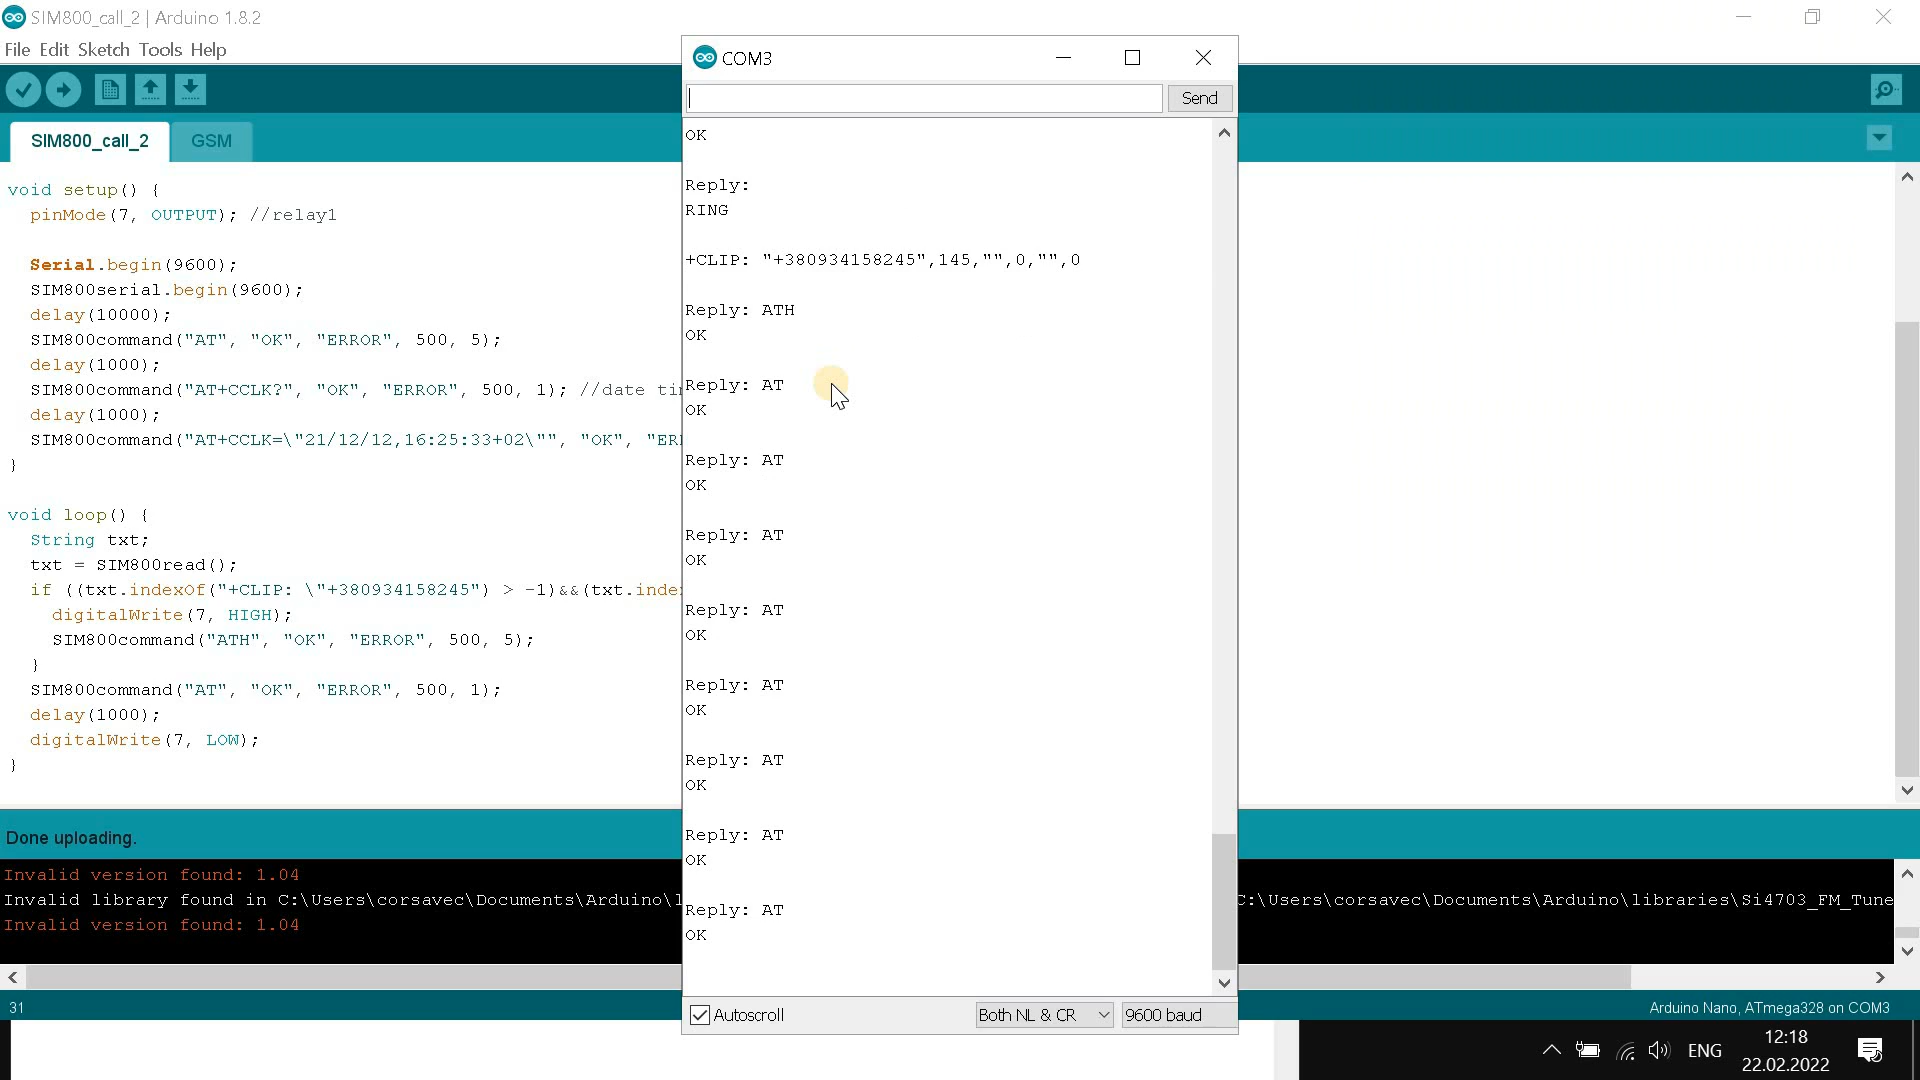 SIM800_call_2 | Arduino 1.8.2
File Edit Sketch Tools Help
SIM800_call_2
GSM
void setup() {
pinMode(7, OUTPUT); //relay1
Serial.begin(9600);
SIM800serial.begin(9600);
delay(10000);
SIM800command("AT", "OK", "ERROR", 500, 5);
delay(1000);
SIM800command("AT+CCLK?", "OK", "ERROR", 500, 1); //date ti
delay(1000);
SIM800command("AT+CCLK=\"21/12/12,16:25:33+02\"", "OK", "ER
}
void loop() {
String txt;
txt = SIM800read();
if ((txt.indexOf("+CLIP: \"+380934158245") > -1)&&(txt.inde
digitalWrite(7, HIGH);
SIM800command("ATH", "OK", "ERROR", 500, 5);
}
SIM800command("AT", "OK", "ERROR", 500, 1);
delay(1000);
digitalWrite(7, LOW);
}
COM3
Send
OK
Reply:
RING
+CLIP: "+380934158245",145,"",0,"",0
Reply: ATH
OK
Reply: AT
OK
Reply: AT
OK
Reply: AT
OK
Reply: AT
OK
Reply: AT
OK
Reply: AT
OK
Reply: AT
OK
Reply: AT
OK
Autoscroll
Both NL & CR
9600 baud
Done uploading.
Invalid version found: 1.04
Invalid library found in C:\Users\corsavec\Documents\Arduino\l
C:\Users\corsavec\Documents\Arduino\libraries\Si4703_FM_Tune
Invalid version found: 1.04
31
Arduino Nano, ATmega328 on COM3
ENG
12:18
22.02.2022